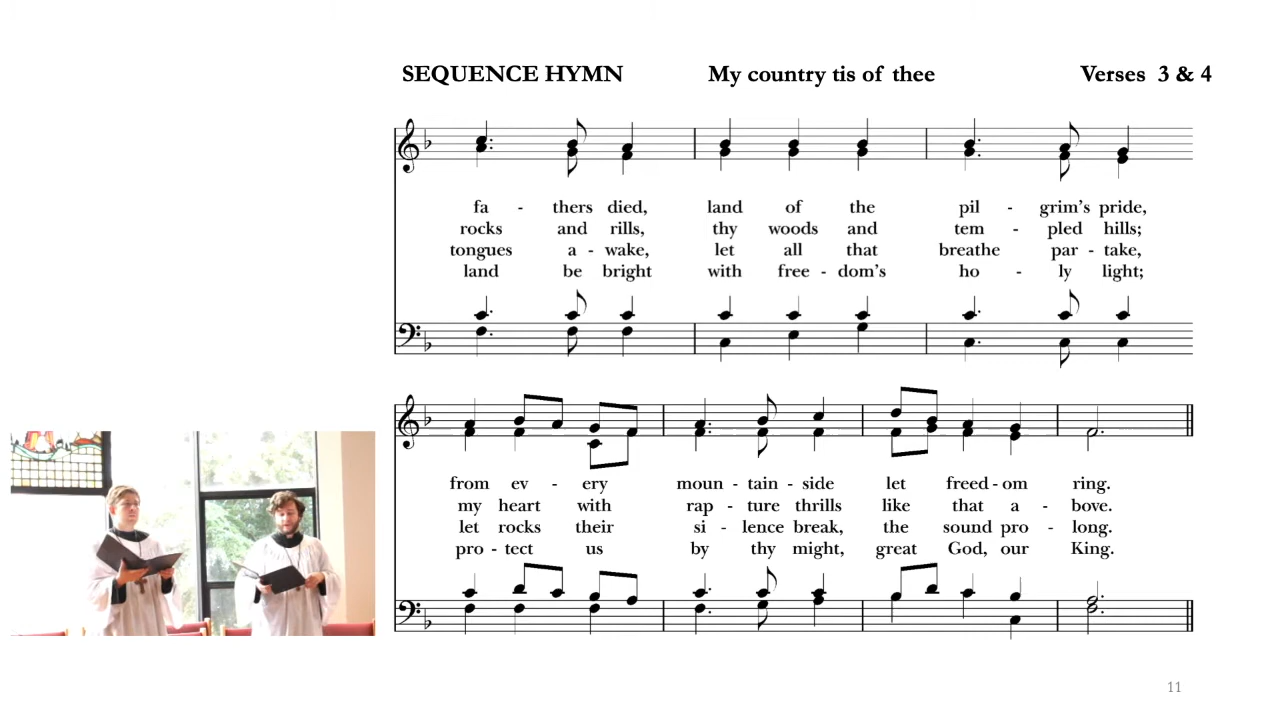 SEQUENCE HYMN My country tis of thee Verses 3 & 4
fa - thers died, land of the pil - grim's pride,
rocks and rills, thy woods and tem - pled hills;
tongues a - wake, let all that breathe par - take,
land be bright with free - dom's ho - ly light;
from ev - ery moun - tain - side let freed - om ring.
my heart with rap - ture thrills like that a - bove.
let rocks their si - lence break, the sound pro - long.
pro - tect us by thy might, great God, our King.
11